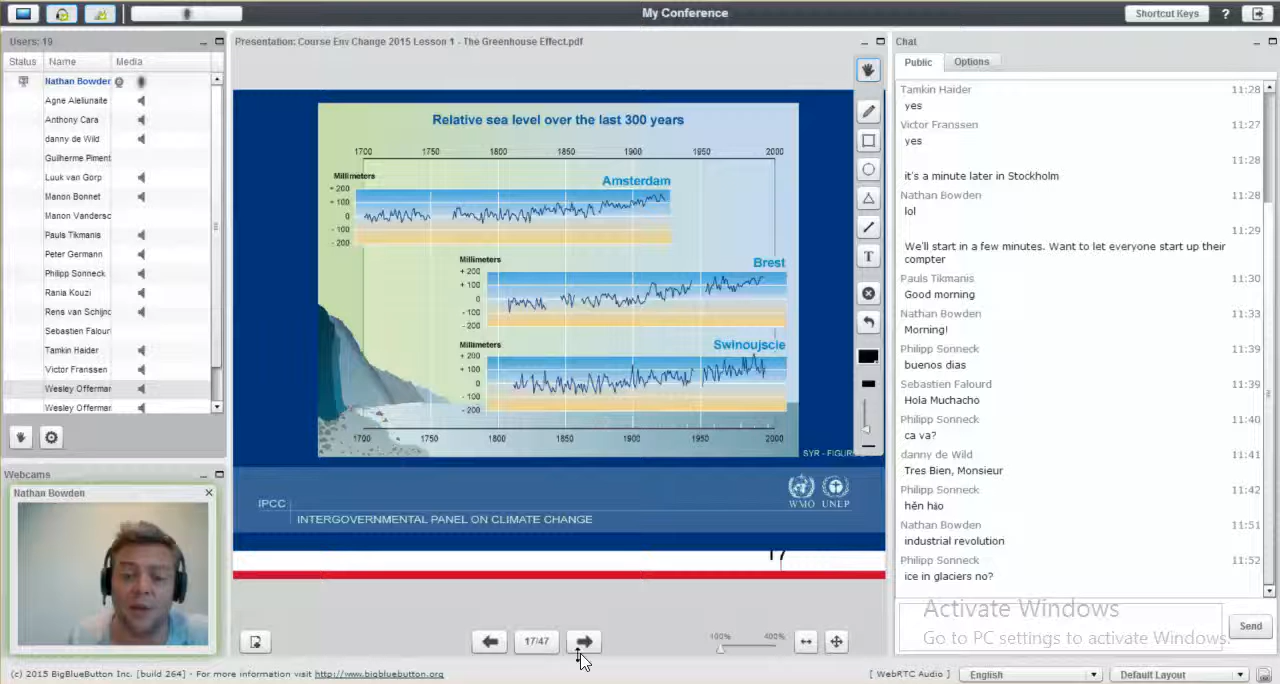 My Conference
Shortcut Keys
?
Users: 19
Status Name Media
Nathan Bowden
Agne Aleliunaite
Anthony Cara
danny de Wild
Guilherme Piment
Luuk van Gorp
Manon Bonnet
Manon Vandersc
Pauls Tikmanis
Peter Germann
Philipp Sonneck
Rania Kouzi
Rens van Schijnd
Sebastien Falour
Tamkin Haider
Victor Franssen
Wesley Offerman
Wesley Offerman
Webcams
Nathan Bowden
Presentation: Course Env Change 2015 Lesson 1 - The Greenhouse Effect.pdf
Relative sea level over the last 300 years
1700 1750 1800 1850 1900 1950 2000
Millimeters
Amsterdam
+ 200
+ 100
0
- 100
- 200
Millimeters
Brest
+ 200
+ 100
0
- 100
- 200
Millimeters
Swinoujscie
+ 200
+ 100
0
- 100
- 200
1700 1750 1800 1850 1900 1950 2000
SYR - FIGUR
WMO UNEP
IPCC
INTERGOVERNMENTAL PANEL ON CLIMATE CHANGE
17
17/47
100% 400%
T
Chat
Public Options
Tamkin Haider 11:28
yes
Victor Franssen 11:27
yes
11:28
it's a minute later in Stockholm
Nathan Bowden 11:28
lol
11:29
We'll start in a few minutes. Want to let everyone start up their
compter
Pauls Tikmanis 11:30
Good morning
Nathan Bowden 11:33
Morning!
Philipp Sonneck 11:39
buenos dias
Sebastien Falourd 11:39
Hola Muchacho
Philipp Sonneck 11:40
ca va?
danny de Wild 11:41
Tres Bien, Monsieur
Philipp Sonneck 11:42
hěn hǎo
Nathan Bowden 11:51
industrial revolution
Philipp Sonneck 11:52
ice in glaciers no?
Activate Windows
Go to PC settings to activate Windows.
Send
(c) 2015 BigBlueButton Inc. [build 264] - For more information visit http://www.bigbluebutton.org
[ WebRTC Audio ] English Default Layout